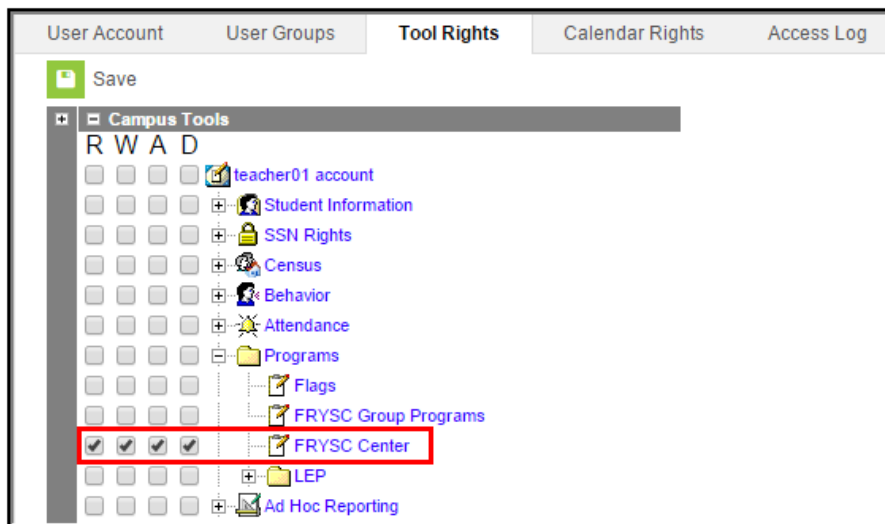 User Account User Groups Tool Rights Calendar Rights Access Log
Save
Campus Tools
R W A D
teacher01 account
Student Information
SSN Rights
Census
Behavior
Attendance
Programs
Flags
FRYSC Group Programs
FRYSC Center
LEP
Ad Hoc Reporting